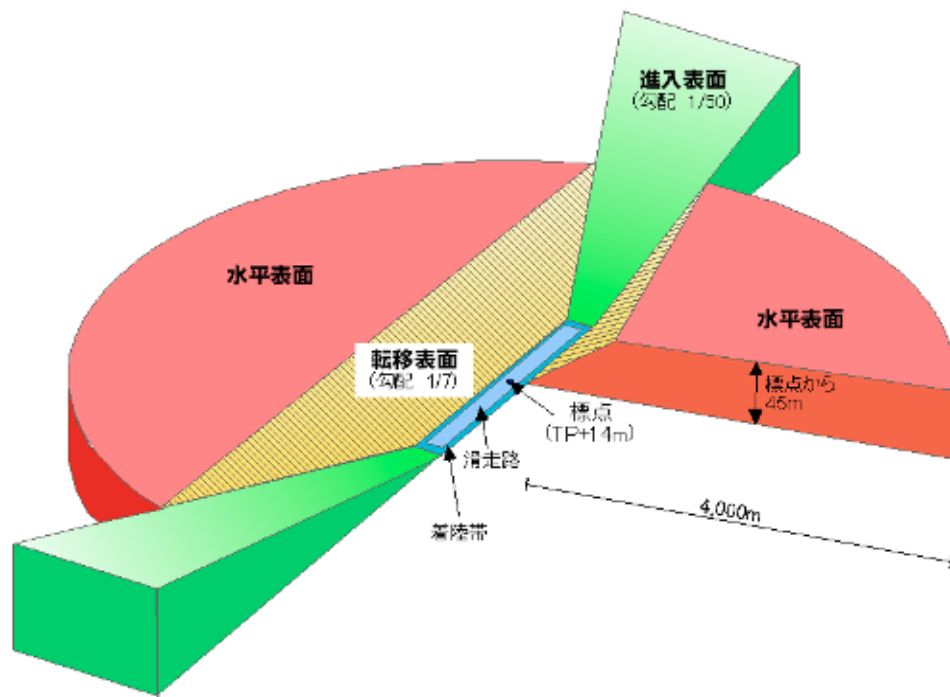 進入表面
(勾配 1/50)
水平表面
水平表面
転移表面
(勾配 1/7)
標点から
45m
標点
(TP+14m)
滑走路
着陸帯
4,000m